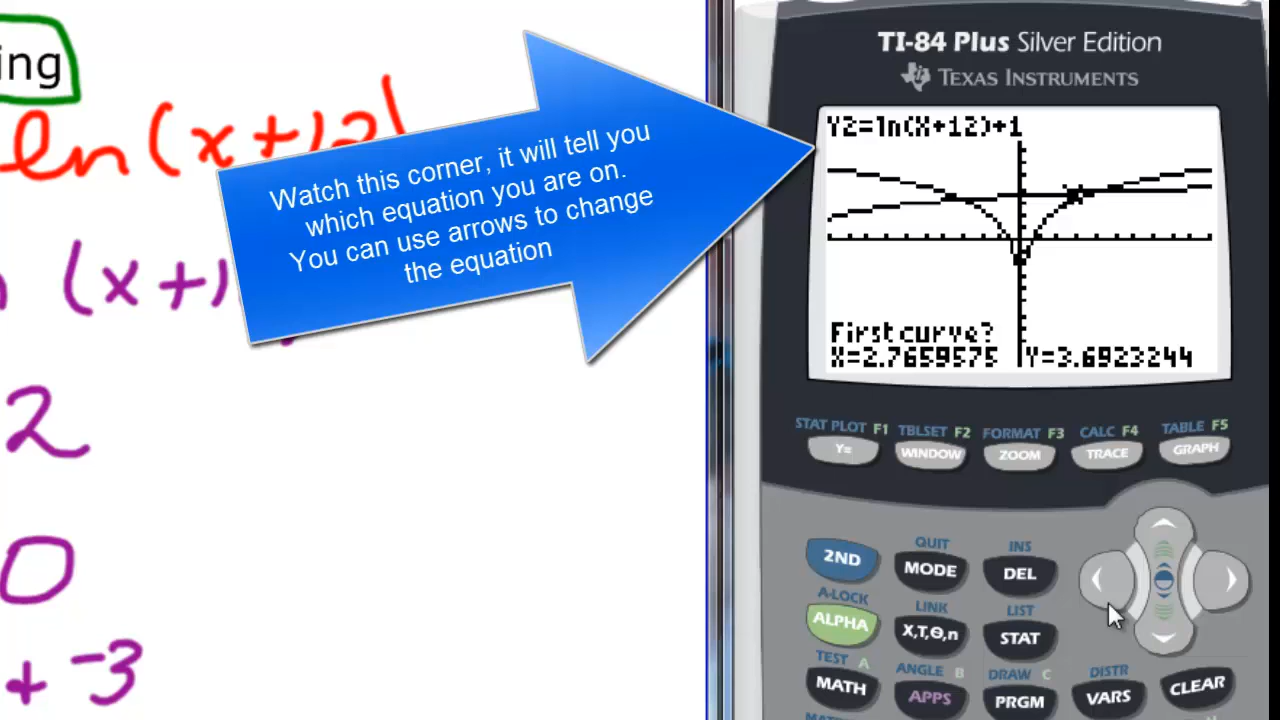 ing
ln(x+12)
Watch this corner, it will tell you
which equation you are on.
You can use arrows to change
the equation
(x+1
2
0
+ -3
TI-84 Plus Silver Edition
TEXAS INSTRUMENTS
Y2=ln(X+12)+1
First curve?
X=2.7659575 Y=3.6923244
STAT PLOT F1 TBLSET F2 FORMAT F3 CALC F4 TABLE F5
Y= WINDOW ZOOM TRACE GRAPH
QUIT INS
2ND MODE DEL
A-LOCK LINK LIST
ALPHA X,T,Θ,n STAT
TEST A ANGLE B DRAW C DISTR
MATH APPS PRGM VARS CLEAR